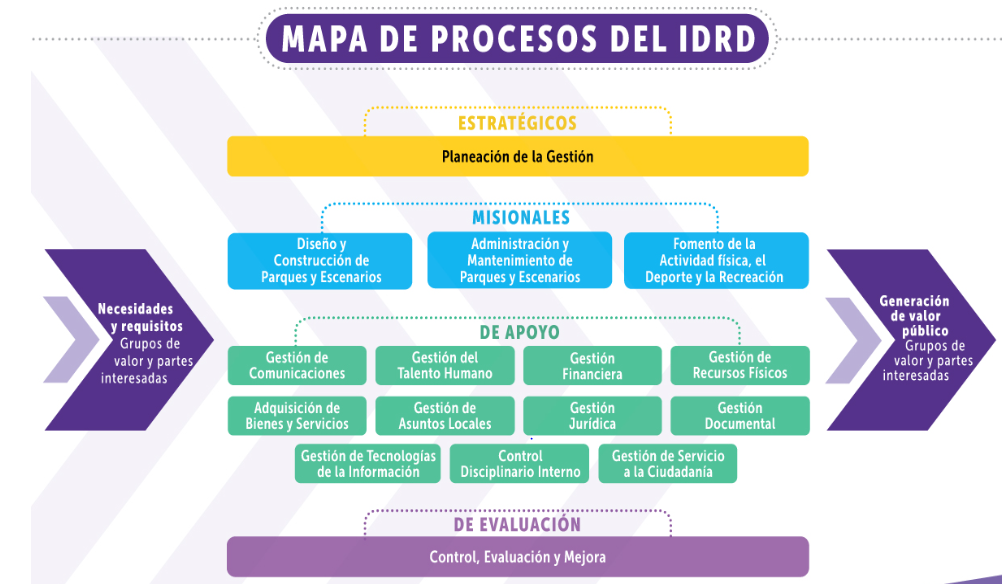 MAPA DE PROCESOS DEL IDRD
ESTRATÉGICOS
Planeación de la Gestión
MISIONALES
Diseño y
Construcción de
Parques y Escenarios
Administración y
Mantenimiento de
Parques y Escenarios
Fomento de la
Actividad física, el
Deporte y la Recreación
Necesidades
y requisitos
Grupos de
valor y partes
interesadas
DE APOYO
Gestión de
Comunicaciones
Gestión del
Talento Humano
Gestión
Financiera
Gestión de
Recursos Físicos
Adquisición de
Bienes y Servicios
Gestión de
Asuntos Locales
Gestión
Jurídica
Gestión
Documental
Gestión de Tecnologías
de la Información
Control
Disciplinario Interno
Gestión de Servicio
a la Ciudadanía
Generación
de valor
público
Grupos de
valor y partes
interesadas
DE EVALUACIÓN
Control, Evaluación y Mejora